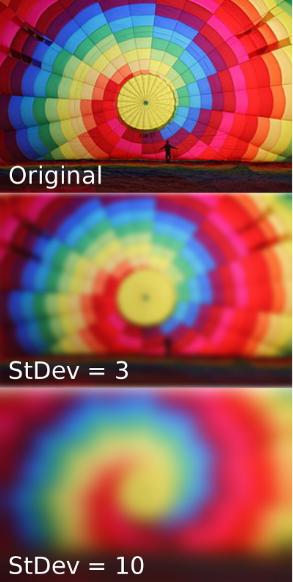 Original
StDev = 3
StDev = 10